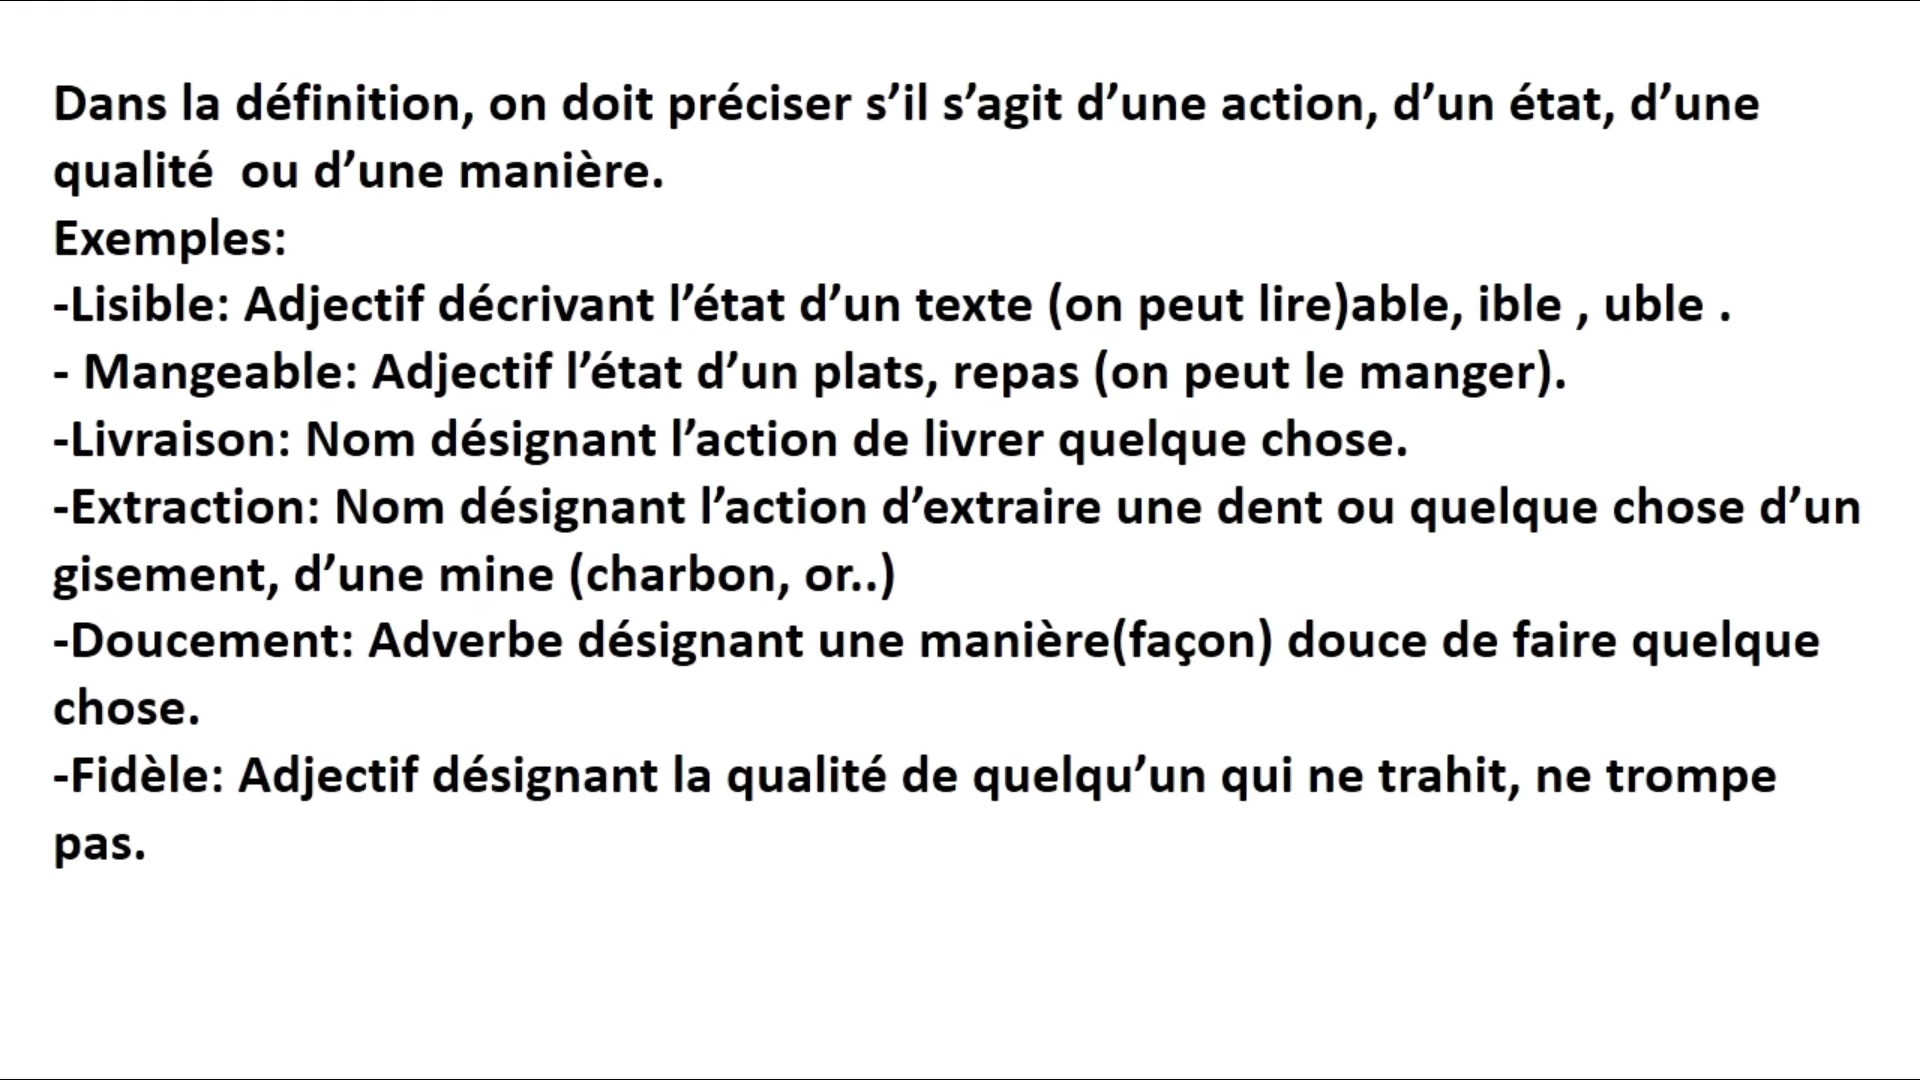 Dans la définition, on doit préciser s’il s’agit d’une action, d’un état, d’une
qualité  ou d’une manière.
Exemples:
-Lisible: Adjectif décrivant l’état d’un texte (on peut lire)able, ible , uble .
- Mangeable: Adjectif l’état d’un plats, repas (on peut le manger).
-Livraison: Nom désignant l’action de livrer quelque chose.
-Extraction: Nom désignant l’action d’extraire une dent ou quelque chose d’un
gisement, d’une mine (charbon, or..)
-Doucement: Adverbe désignant une manière(façon) douce de faire quelque
chose.
-Fidèle: Adjectif désignant la qualité de quelqu’un qui ne trahit, ne trompe
pas.